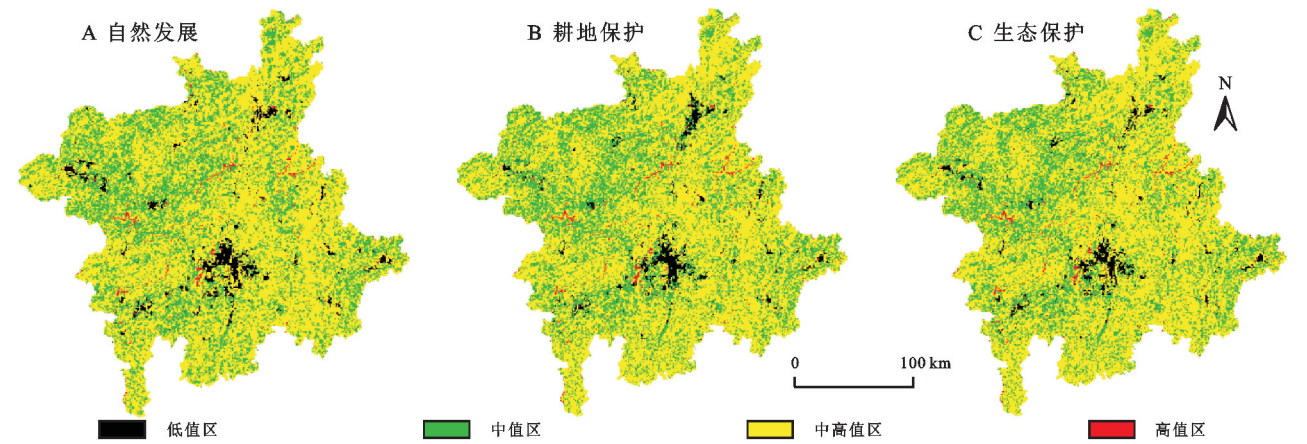 A 自然发展
B 耕地保护
C 生态保护
N
0 100 km
低值区 中值区 中高值区 高值区